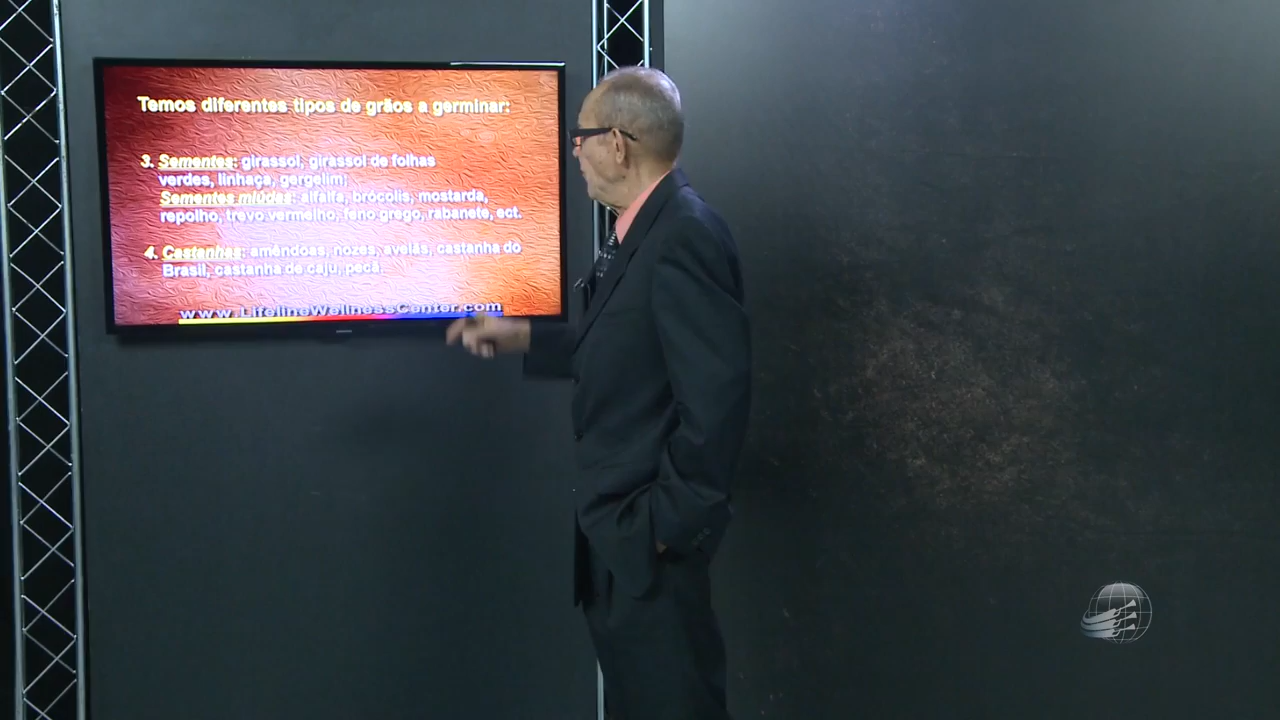 Temos diferentes tipos de grãos a germinar:
3. Sementes: girassol, girassol de folhas
verdes, linhaça, gergelim;
Sementes miúdas: alfalfa, brócolis, mostarda,
repolho, trevo vermelho, feno grego, rabanete, ect.
4. Castanhas: amêndoas, nozes, avelãs, castanha do
Brasil, castanha de caju, pecã
www.LifelineWellnessCenter.com